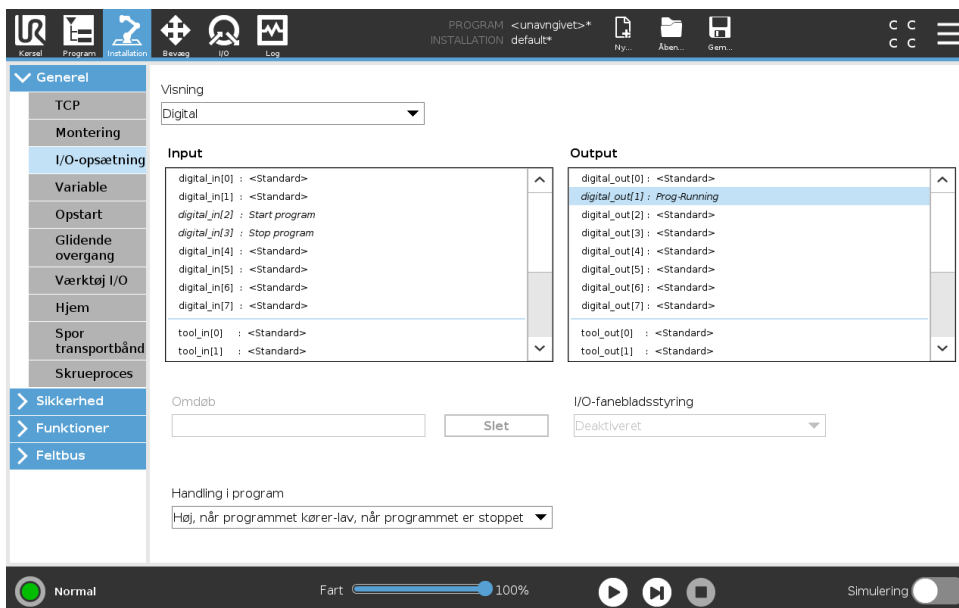 UR
PROGRAM <unavngivet>*
INSTALLATION default*
Kørsel
Program
Installation
Bevæg
I/O
Log
Ny...
Åben...
Gem...
C C
C C
Generel
TCP
Montering
I/O-opsætning
Variable
Opstart
Glidende
overgang
Værktøj I/O
Hjem
Spor
transportbånd
Skrueproces
Sikkerhed
Funktioner
Feltbus
Visning
Digital
Input
digital_in[0] : <Standard>
digital_in[1] : <Standard>
digital_in[2] : Start program
digital_in[3] : Stop program
digital_in[4] : <Standard>
digital_in[5] : <Standard>
digital_in[6] : <Standard>
digital_in[7] : <Standard>
tool_in[0] : <Standard>
tool_in[1] : <Standard>
Output
digital_out[0] : <Standard>
digital_out[1] : Prog-Running
digital_out[2] : <Standard>
digital_out[3] : <Standard>
digital_out[4] : <Standard>
digital_out[5] : <Standard>
digital_out[6] : <Standard>
digital_out[7] : <Standard>
tool_out[0] : <Standard>
tool_out[1] : <Standard>
Omdøb
Slet
I/O-fanebladsstyring
Deaktiveret
Handling i program
Høj, når programmet kører-lav, når programmet er stoppet
Normal
Fart
100%
Simulering